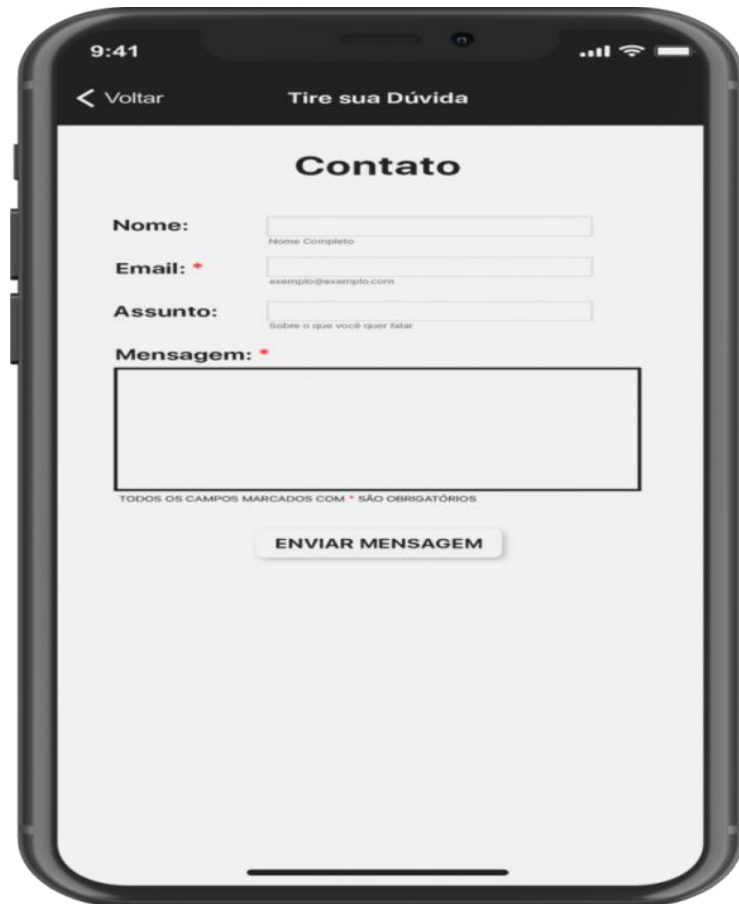 9:41
Voltar
Tire sua Dúvida
Contato
Nome:
Nome Completo
Email: *
exemplo@exemplo.com
Assunto:
Sobre o que você quer falar
Mensagem: *
TODOS OS CAMPOS MARCADOS COM * SÃO OBRIGATÓRIOS
ENVIAR MENSAGEM